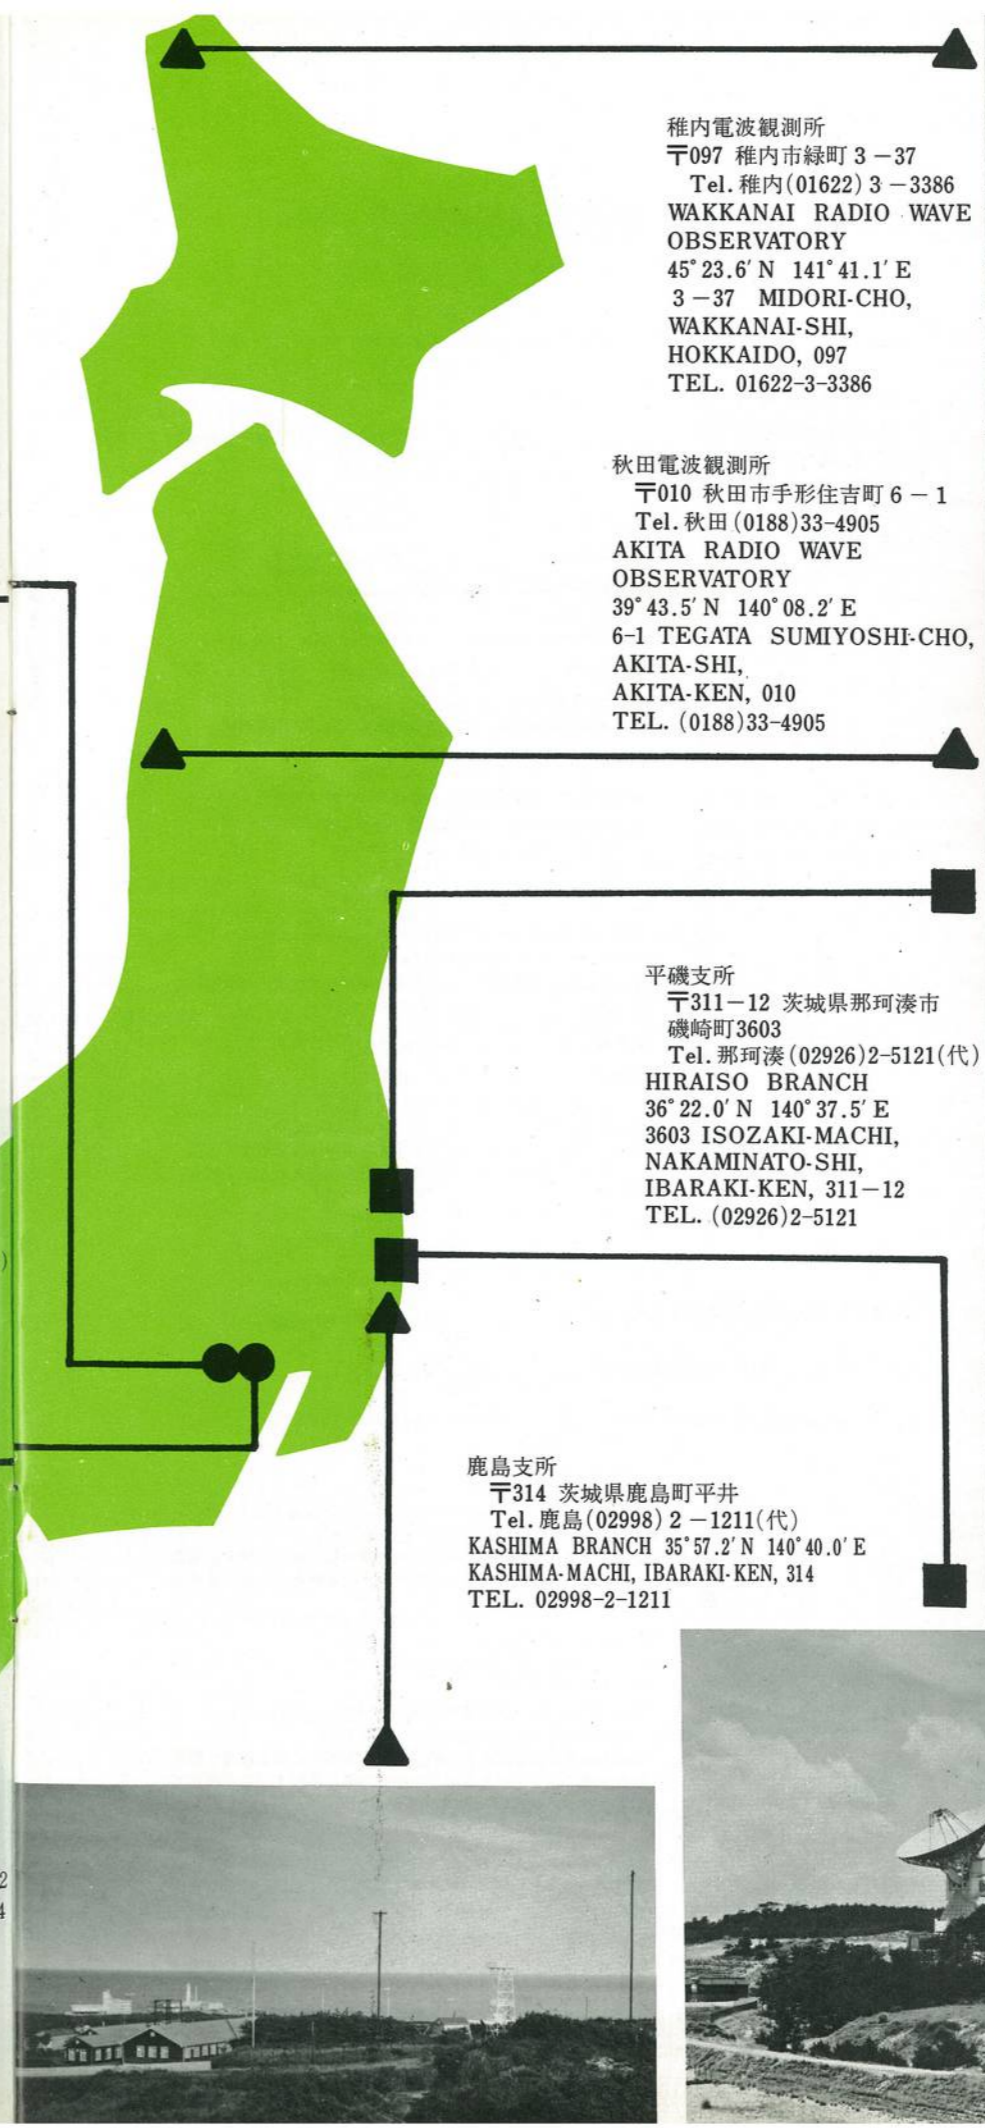 稚内電波観測所
〒097 稚内市緑町 3 −37
Tel. 稚内(01622) 3 −3386
WAKKANAI RADIO WAVE
OBSERVATORY
45° 23.6′ N 141° 41.1′ E
3 −37 MIDORI-CHO,
WAKKANAI-SHI,
HOKKAIDO, 097
TEL. 01622-3-3386
秋田電波観測所
〒010 秋田市手形住吉町 6 − 1
Tel. 秋田(0188)33-4905
AKITA RADIO WAVE
OBSERVATORY
39° 43.5′ N 140° 08.2′ E
6-1 TEGATA SUMIYOSHI-CHO,
AKITA-SHI,
AKITA-KEN, 010
TEL. (0188)33-4905
平磯支所
〒311−12 茨城県那珂湊市
磯崎町3603
Tel. 那珂湊(02926)2-5121(代)
HIRAISO BRANCH
36° 22.0′ N 140° 37.5′ E
3603 ISOZAKI-MACHI,
NAKAMINATO-SHI,
IBARAKI-KEN, 311−12
TEL. (02926)2-5121
)
鹿島支所
〒314 茨城県鹿島町平井
Tel. 鹿島(02998) 2 −1211(代)
KASHIMA BRANCH 35° 57.2′ N 140° 40.0′ E
KASHIMA-MACHI, IBARAKI-KEN, 314
TEL. 02998-2-1211
2
4